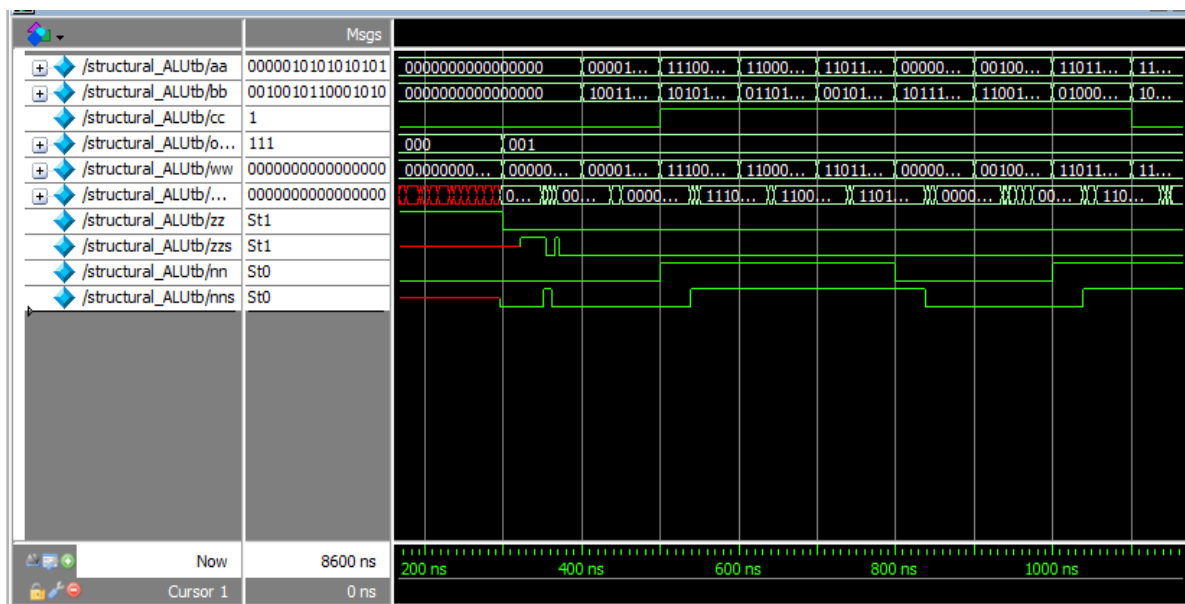 Msgs
/structural_ALUtb/aa 0000010101010101 0000000000000000 00001... 11100... 11000... 11011... 00000... 00100... 11011... 11...
/structural_ALUtb/bb 0010010110001010 0000000000000000 10011... 10101... 01101... 00101... 10111... 11001... 01000... 10...
/structural_ALUtb/cc 1
/structural_ALUtb/o... 111 000 001
/structural_ALUtb/ww 0000000000000000 00000000... 00000... 00001... 11100... 11000... 11011... 00000... 00100... 11011... 11...
/structural_ALUtb/... 0000000000000000 0... 00... 0000... 1110... 1100... 1101... 0000... 00... 110...
/structural_ALUtb/zz St1
/structural_ALUtb/zzs St1
/structural_ALUtb/nn St0
/structural_ALUtb/nns St0
Now 8600 ns
200 ns 400 ns 600 ns 800 ns 1000 ns
Cursor 1 0 ns